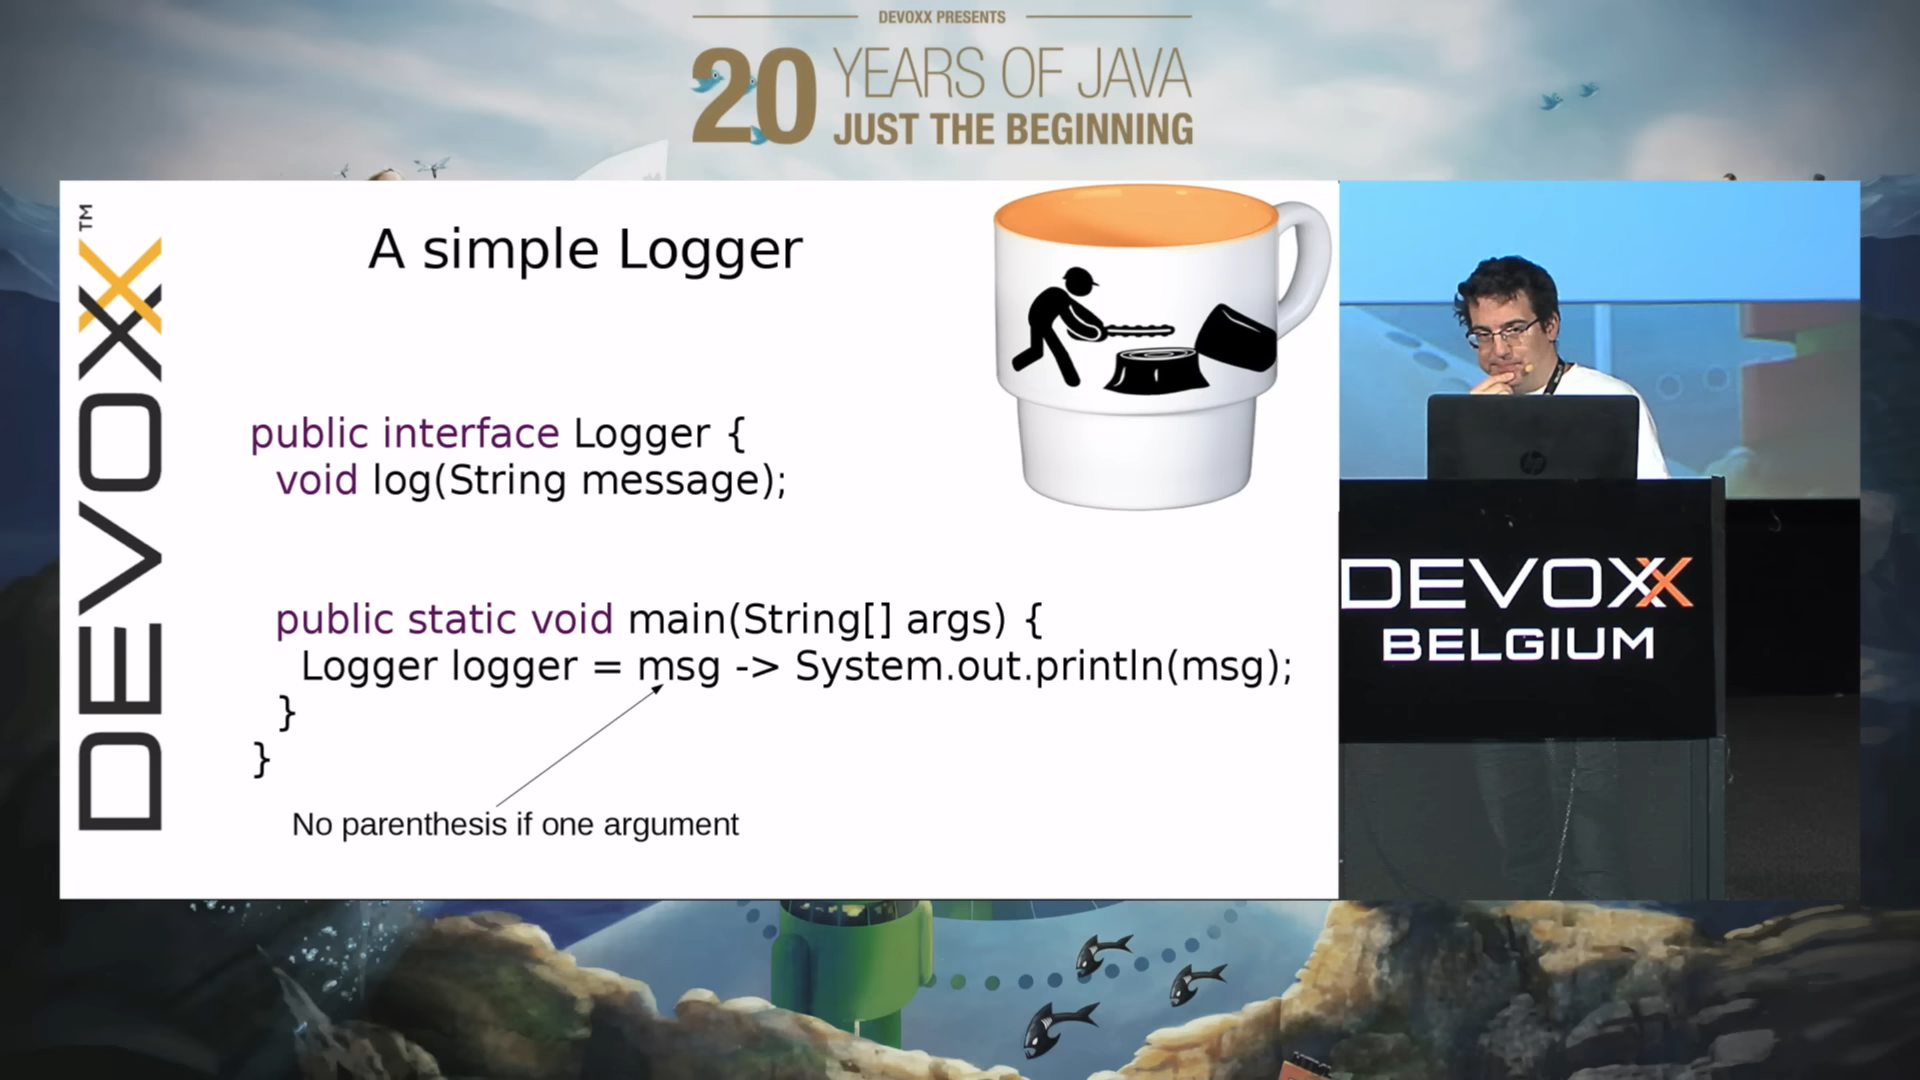 DEVOXX PRESENTS
20 YEARS OF JAVA
JUST THE BEGINNING
DEVOXX™
A simple Logger
public interface Logger {
void log(String message);
public static void main(String[] args) {
Logger logger = msg -> System.out.println(msg);
}
}
No parenthesis if one argument
DEVOXX
BELGIUM